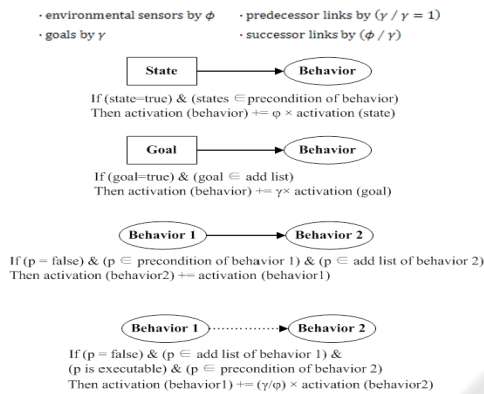 · environmental sensors by ϕ
· predecessor links by (γ / γ = 1)
· goals by γ
· successor links by (ϕ / γ)
State
Behavior
If (state=true) & (states ∈ precondition of behavior)
Then activation (behavior) += φ × activation (state)
Goal
Behavior
If (goal=true) & (goal ∈ add list)
Then activation (behavior) += γ× activation (goal)
Behavior 1
Behavior 2
If (p = false) & (p ∈ precondition of behavior 1) & (p ∈ add list of behavior 2)
Then activation (behavior2) += activation (behavior1)
Behavior 1
Behavior 2
If (p = false) & (p ∈ add list of behavior 1) &
(p is executable) & (p ∈ precondition of behavior 2)
Then activation (behavior1) += (γ/φ) × activation (behavior2)